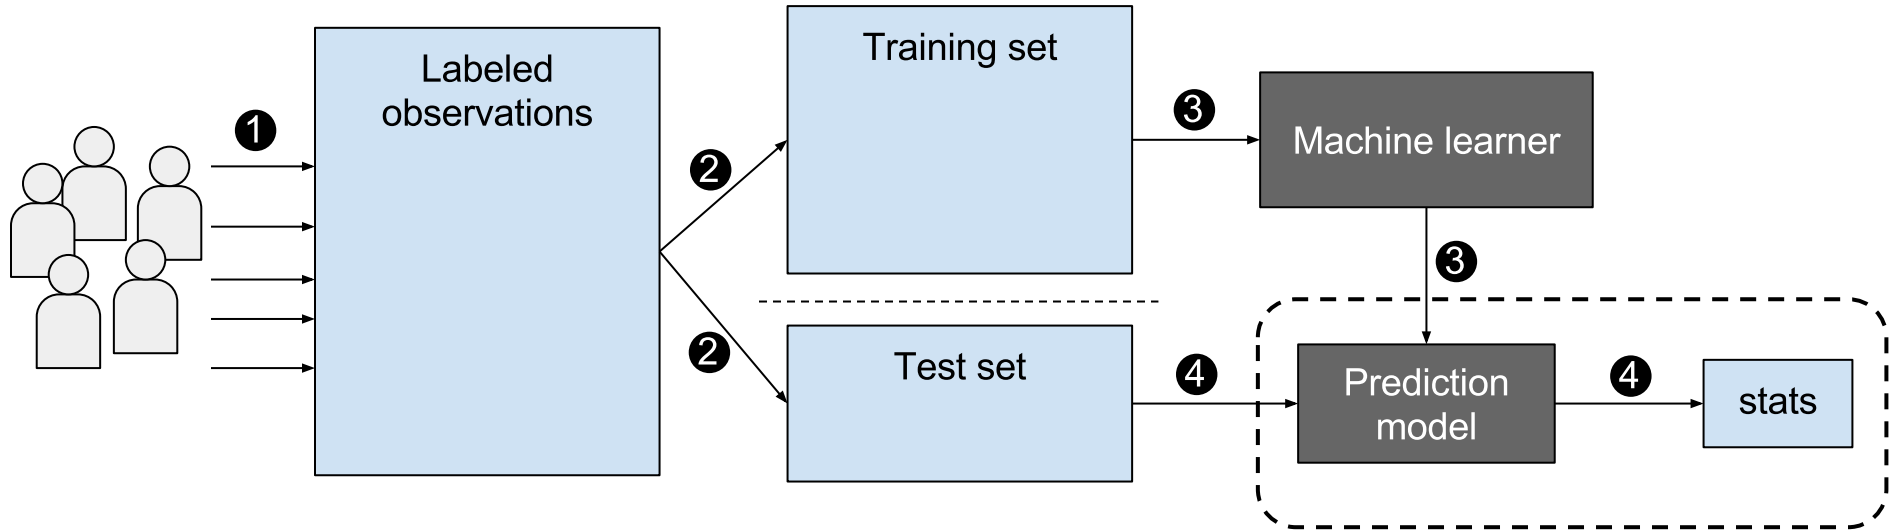 1
Labeled
observations
2
2
Training set
Test set
3
Machine learner
3
4
Prediction
model
4
stats